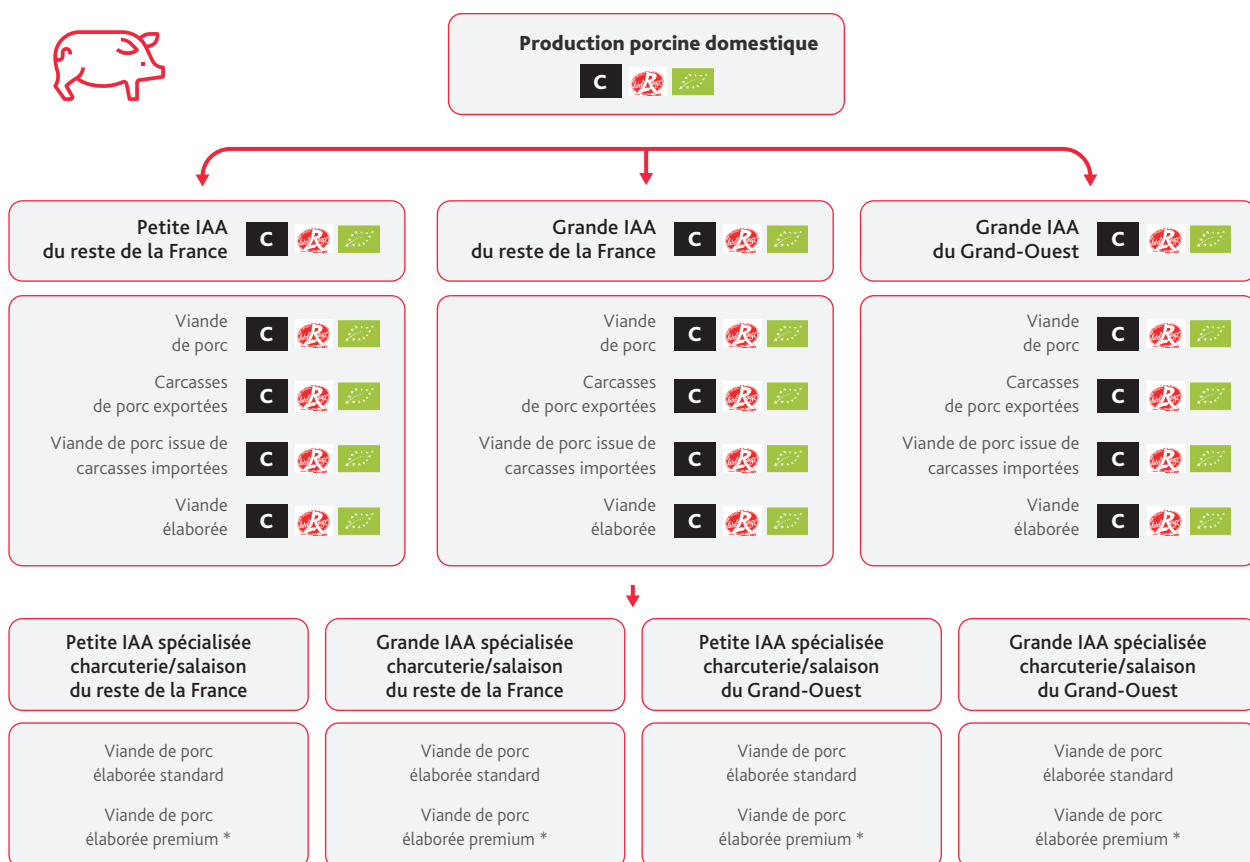 Production porcine domestique
C
Petite IAA
du reste de la France
C
Grande IAA
du reste de la France
C
Grande IAA
du Grand-Ouest
C
Viande
de porc
C
Carcasses
de porc exportées
C
Viande de porc issue de
carcasses importées
C
Viande
élaborée
C
Viande
de porc
C
Carcasses
de porc exportées
C
Viande de porc issue de
carcasses importées
C
Viande
élaborée
C
Viande
de porc
C
Carcasses
de porc exportées
C
Viande de porc issue de
carcasses importées
C
Viande
élaborée
C
Petite IAA spécialisée
charcuterie/salaison
du reste de la France
Grande IAA spécialisée
charcuterie/salaison
du reste de la France
Petite IAA spécialisée
charcuterie/salaison
du Grand-Ouest
Grande IAA spécialisée
charcuterie/salaison
du Grand-Ouest
Viande de porc
élaborée standard
Viande de porc
élaborée premium *
Viande de porc
élaborée standard
Viande de porc
élaborée premium *
Viande de porc
élaborée standard
Viande de porc
élaborée premium *
Viande de porc
élaborée standard
Viande de porc
élaborée premium *